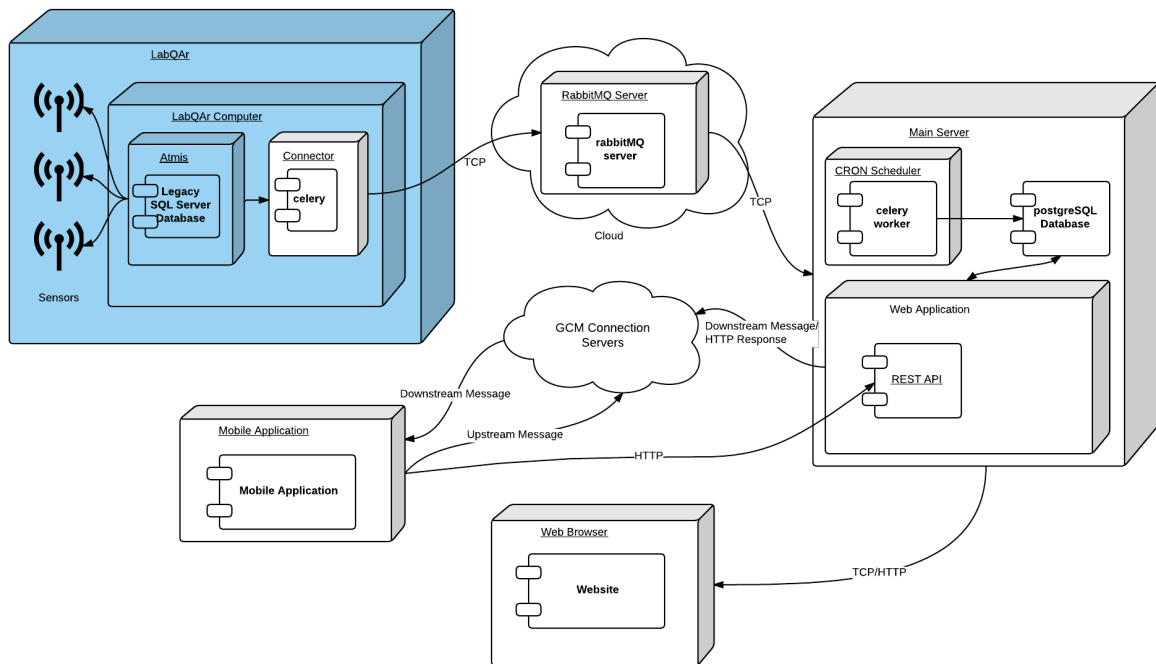 LabQAr
Sensors
LabQAr Computer
Atmis
Legacy
SQL Server
Database
Connector
celery
TCP
RabbitMQ Server
rabbitMQ
server
Cloud
TCP
Main Server
CRON Scheduler
celery
worker
postgreSQL
Database
Web Application
REST API
GCM Connection
Servers
Downstream Message/
HTTP Response
Downstream Message
Upstream Message
HTTP
Mobile Application
Mobile Application
Web Browser
Website
TCP/HTTP